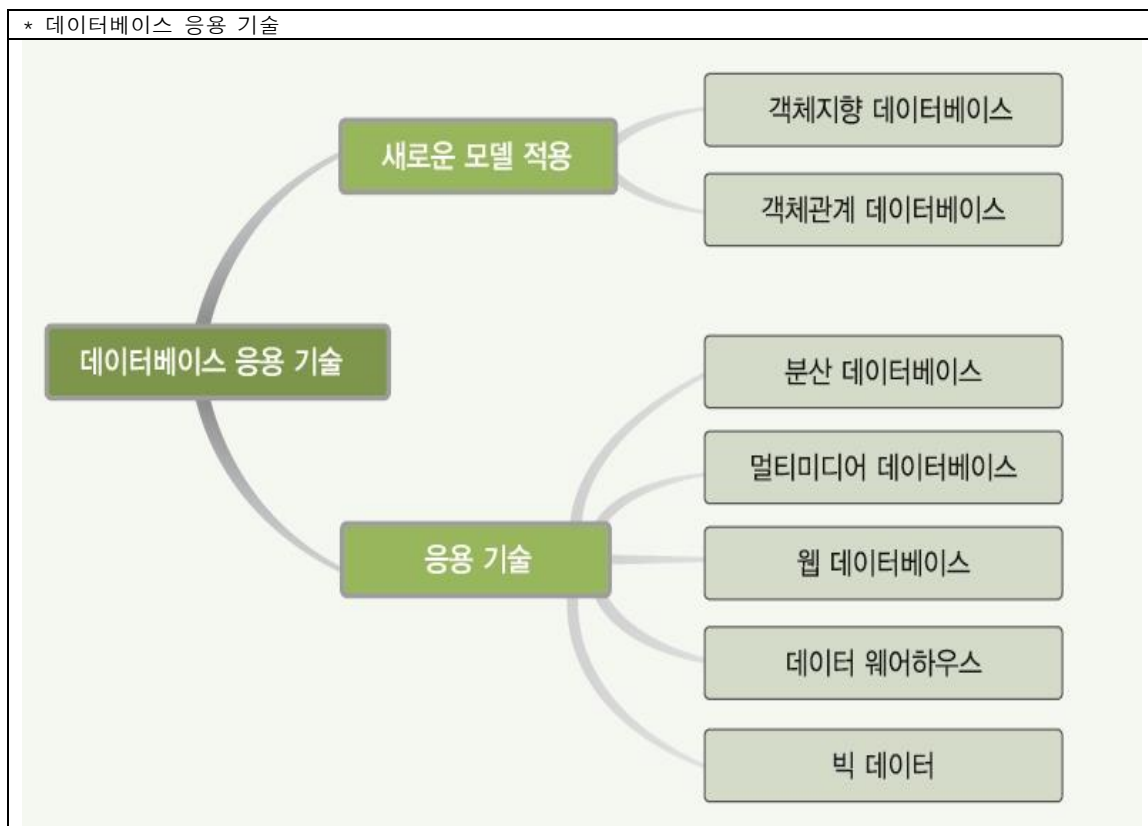 * 데이터베이스 응용 기술
데이터베이스 응용 기술
새로운 모델 적용
객체지향 데이터베이스
객체관계 데이터베이스
응용 기술
분산 데이터베이스
멀티미디어 데이터베이스
웹 데이터베이스
데이터 웨어하우스
빅 데이터